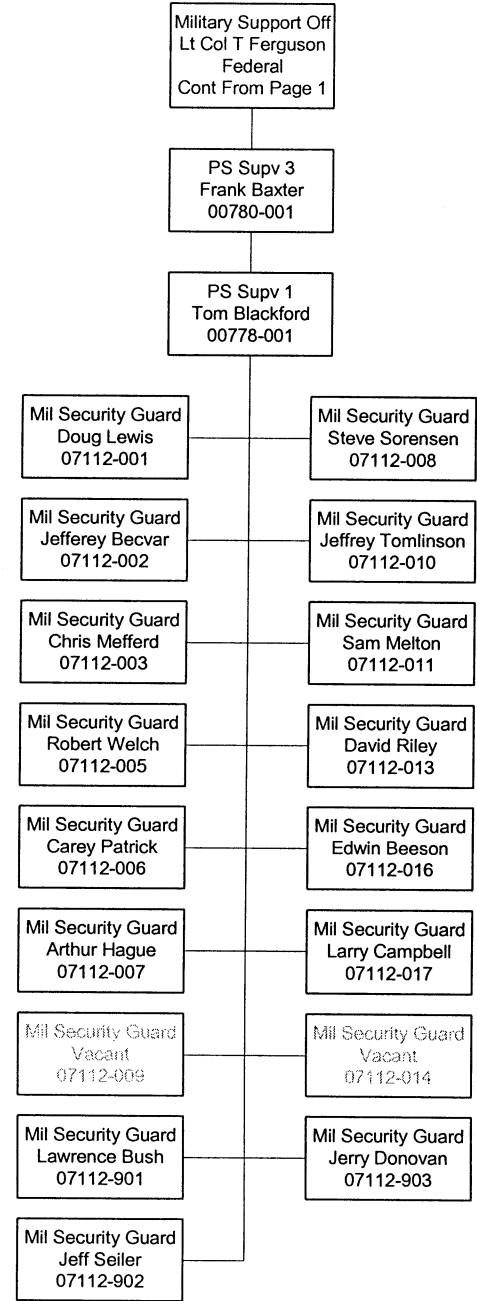 Military Support Off
Lt Col T Ferguson
Federal
Cont From Page 1
PS Supv 3
Frank Baxter
00780-001
PS Supv 1
Tom Blackford
00778-001
Mil Security Guard
Doug Lewis
07112-001
Mil Security Guard
Steve Sorensen
07112-008
Mil Security Guard
Jefferey Becvar
07112-002
Mil Security Guard
Jeffrey Tomlinson
07112-010
Mil Security Guard
Chris Mefferd
07112-003
Mil Security Guard
Sam Melton
07112-011
Mil Security Guard
Robert Welch
07112-005
Mil Security Guard
David Riley
07112-013
Mil Security Guard
Carey Patrick
07112-006
Mil Security Guard
Edwin Beeson
07112-016
Mil Security Guard
Arthur Hague
07112-007
Mil Security Guard
Larry Campbell
07112-017
Mil Security Guard
Vacant
07112-009
Mil Security Guard
Vacant
07112-014
Mil Security Guard
Lawrence Bush
07112-901
Mil Security Guard
Jerry Donovan
07112-903
Mil Security Guard
Jeff Seiler
07112-902